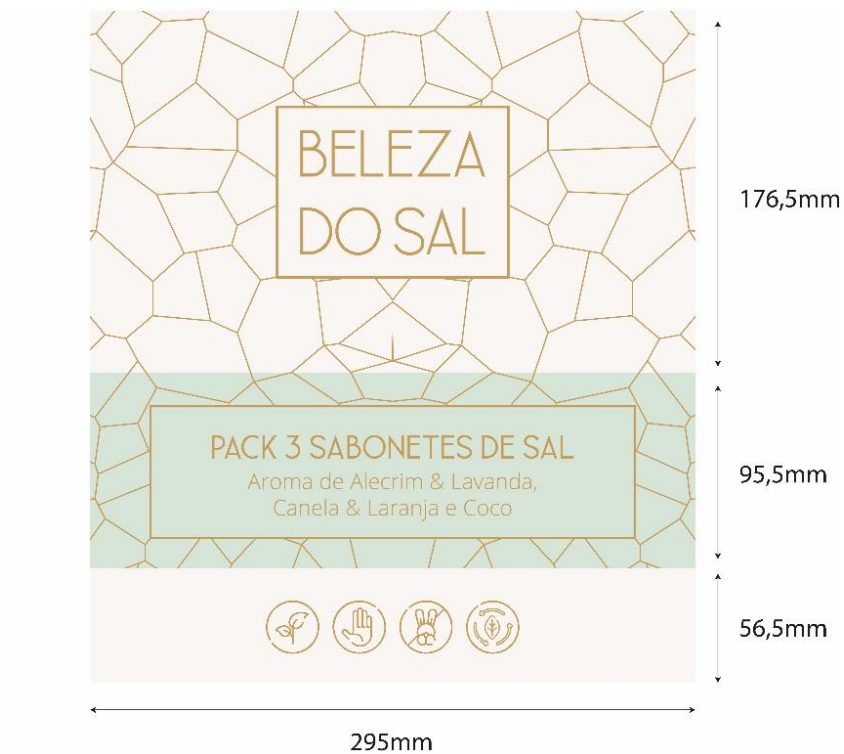 BELEZA
DO SAL
176,5mm
PACK 3 SABONETES DE SAL
Aroma de Alecrim & Lavanda,
Canela & Laranja e Coco
95,5mm
56,5mm
295mm